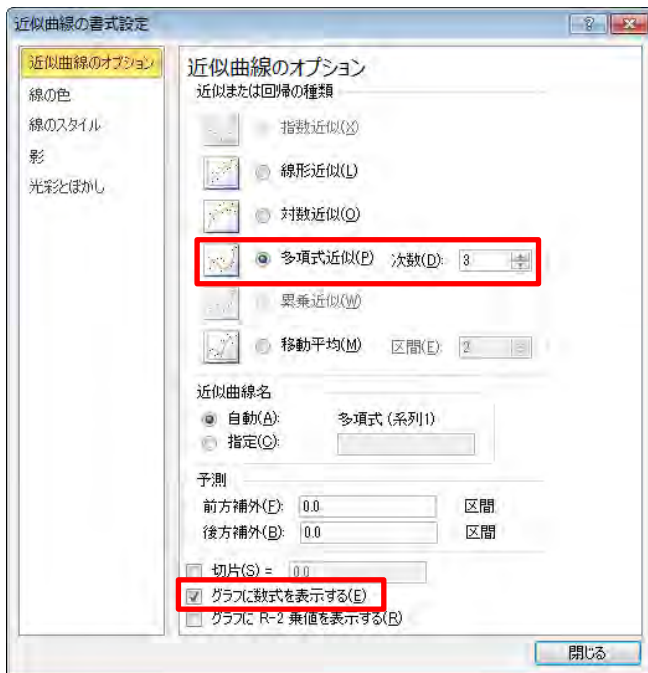 近似曲線の書式設定
近似曲線のオプション
線の色
線のスタイル
影
光彩とぼかし
近似曲線のオプション
近似または回帰の種類
指数近似(X)
線形近似(L)
対数近似(O)
多項式近似(P) 次数(D): 3
累乗近似(W)
移動平均(M) 区間(E): 2
近似曲線名
自動(A): 多項式 (系列1)
指定(C):
予測
前方補外(F): 0.0 区間
後方補外(B): 0.0 区間
切片(S) = 0.0
グラフに数式を表示する(E)
グラフに R-2 乗値を表示する(R)
閉じる